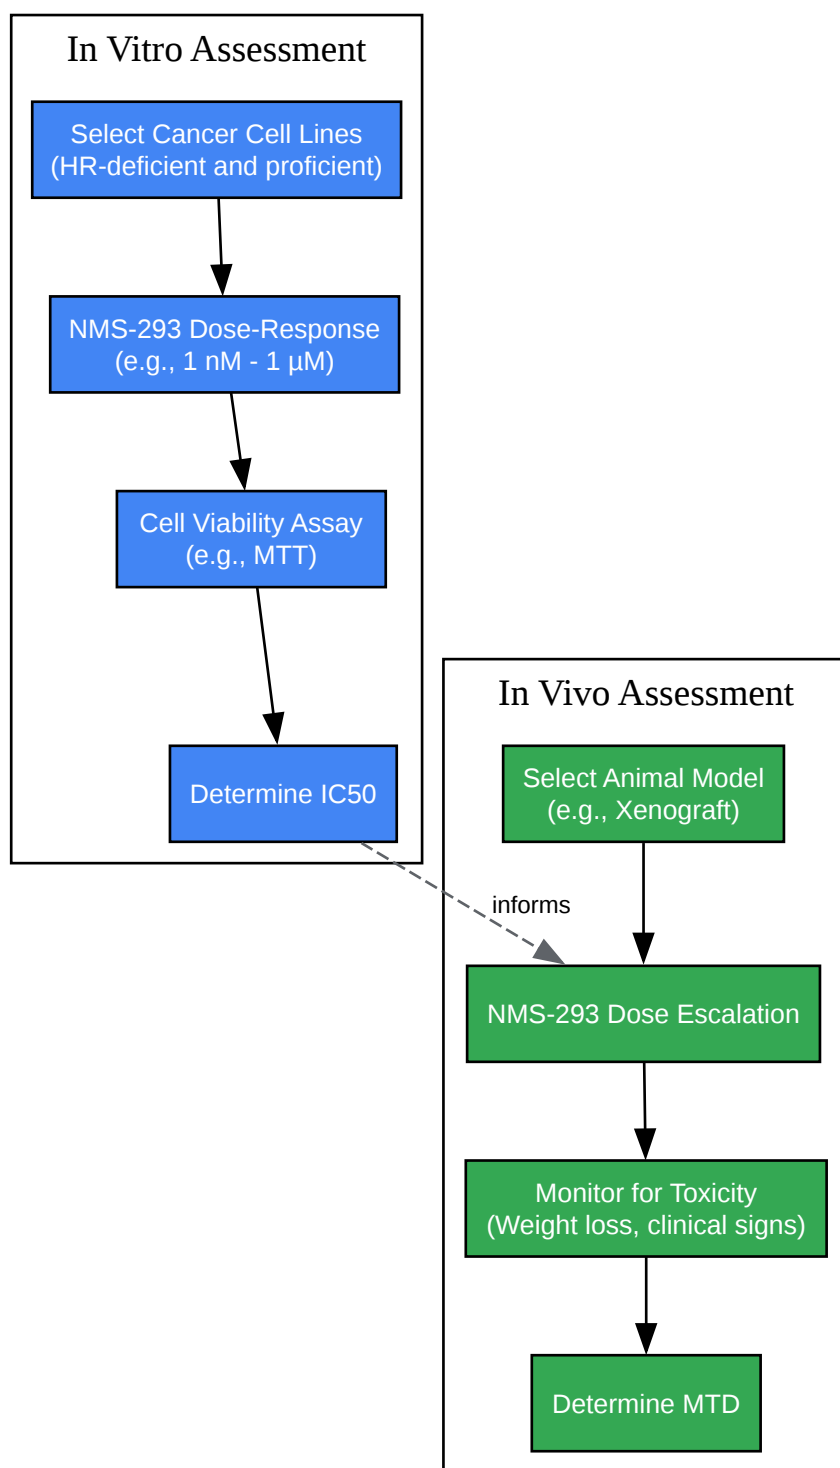 In Vitro Assessment
Select Cancer Cell Lines
(HR-deficient and proficient)
NMS-293 Dose-Response
(e.g., 1 nM - 1 µM)
Cell Viability Assay
(e.g., MTT)
Determine IC50
informs
In Vivo Assessment
Select Animal Model
(e.g., Xenograft)
NMS-293 Dose Escalation
Monitor for Toxicity
(Weight loss, clinical signs)
Determine MTD